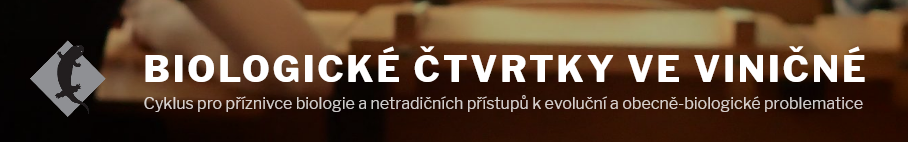 BIOLOGICKÉ ČTVRTKY VE VINIČNÉ
Cyklus pro příznivce biologie a netradičních přístupů k evoluční a obecně-biologické problematice